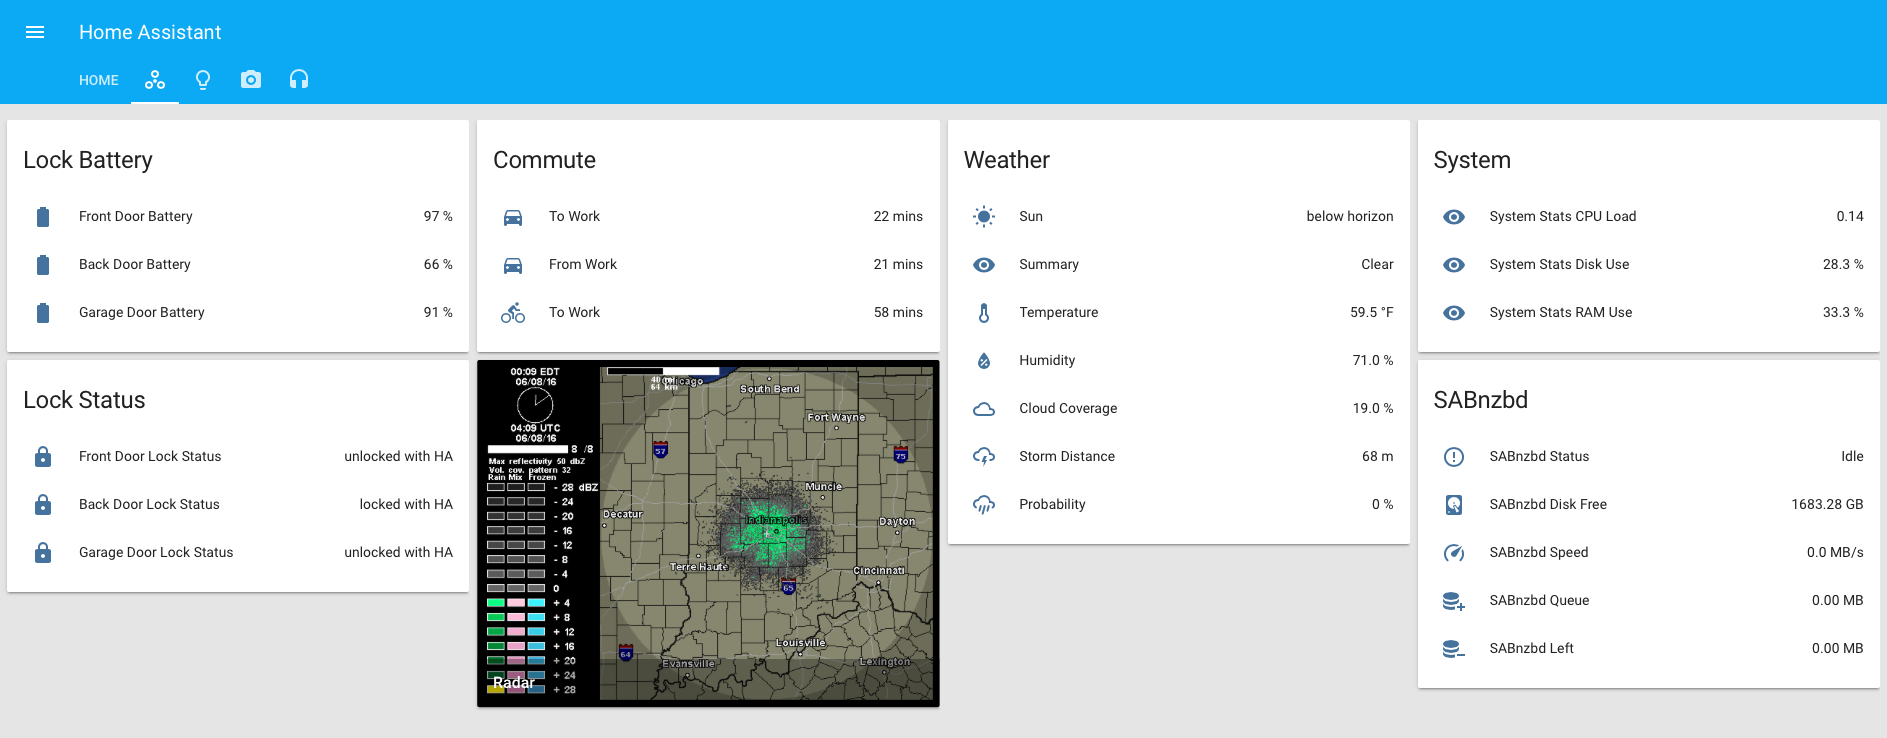 Home Assistant
HOME
Lock Battery
Front Door Battery 97 %
Back Door Battery 66 %
Garage Door Battery 91 %
Lock Status
Front Door Lock Status unlocked with HA
Back Door Lock Status locked with HA
Garage Door Lock Status unlocked with HA
Commute
To Work 22 mins
From Work 21 mins
To Work 58 mins
00:09 EDT
06/08/16
04:09 UTC
06/08/16
8 /8
Max reflectivity 50 dbZ
Vol. cov. pattern 32
Rain Mix Frozen
- 28 dBZ
- 24
- 20
- 16
- 12
- 8
- 4
0
+ 4
+ 8
+ 12
+ 16
+ 20
+ 24
+ 28
Radar
64 km
Chicago
South Bend
Fort Wayne
57
75
Muncie
Decatur
Indianapolis
Dayton
Terre Haute
Cincinnati
65
Louisville
64
Evansville
Lexington
Weather
Sun below horizon
Summary Clear
Temperature 59.5 °F
Humidity 71.0 %
Cloud Coverage 19.0 %
Storm Distance 68 m
Probability 0 %
System
System Stats CPU Load 0.14
System Stats Disk Use 28.3 %
System Stats RAM Use 33.3 %
SABnzbd
SABnzbd Status Idle
SABnzbd Disk Free 1683.28 GB
SABnzbd Speed 0.0 MB/s
SABnzbd Queue 0.00 MB
SABnzbd Left 0.00 MB